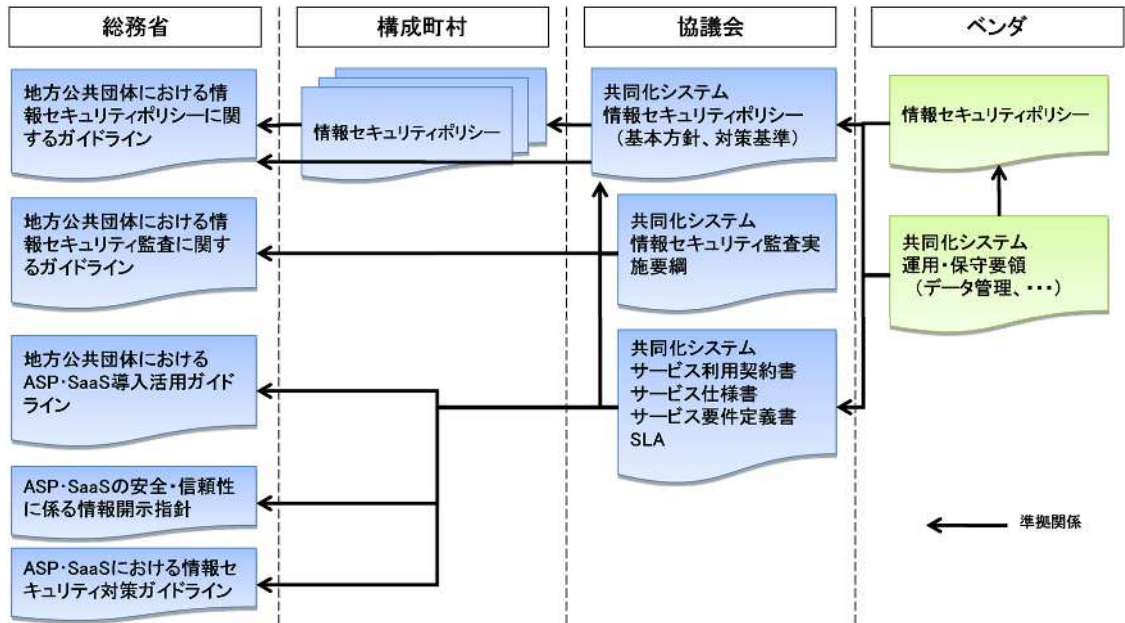 総務省
構成町村
協議会
ベンダ
地方公共団体における情
報セキュリティポリシーに関
するガイドライン
情報セキュリティポリシー
共同化システム
情報セキュリティポリシー
(基本方針、対策基準)
情報セキュリティポリシー
地方公共団体における情
報セキュリティ監査に関す
るガイドライン
共同化システム
情報セキュリティ監査実
施要綱
共同化システム
運用・保守要領
(データ管理、・・・)
地方公共団体における
ASP・SaaS導入活用ガイド
ライン
共同化システム
サービス利用契約書
サービス仕様書
サービス要件定義書
SLA
ASP・SaaSの安全・信頼性
に係る情報開示指針
ASP・SaaSにおける情報セ
キュリティ対策ガイドライン
準拠関係